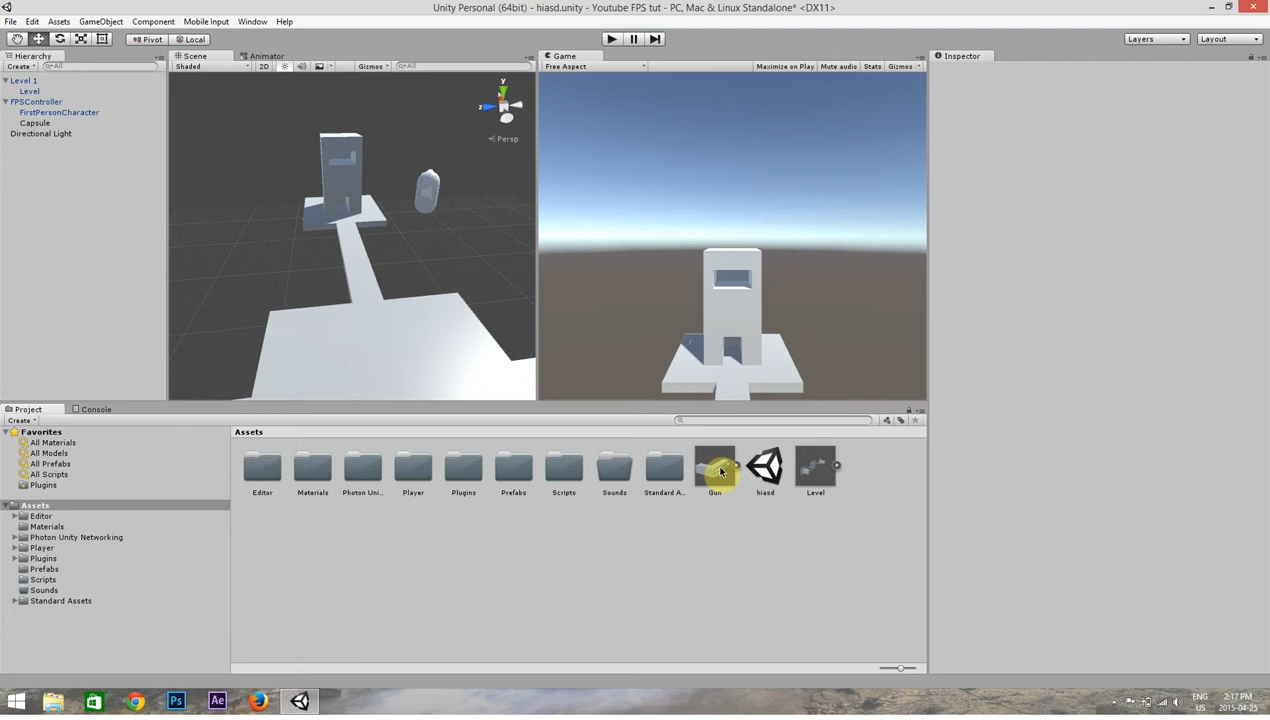 Unity Personal (64bit) - hiasd.unity - Youtube FPS tut - PC, Mac & Linux Standalone* <DX11>
File Edit Assets GameObject Component Mobile Input Window Help
Pivot Local Layers Layout
Hierarchy Scene Animator Game Inspector
Create All Shaded 2D Gizmos All Free Aspect Maximize on Play Mute audio Stats Gizmos
Level 1
Level
FPSController
FirstPersonCharacter
Capsule
Directional Light
y
z
Persp
Project Console
Create
Favorites
All Materials
All Models
All Prefabs
All Scripts
Plugins
Assets
Editor
Materials
Photon Unity Networking
Player
Plugins
Prefabs
Scripts
Sounds
Standard Assets
Assets
Editor Materials Photon Uni... Player Plugins Prefabs Scripts Sounds Standard A... Gun hiasd Level
Ps Ae
ENG 2:17 PM
US 2015-04-25